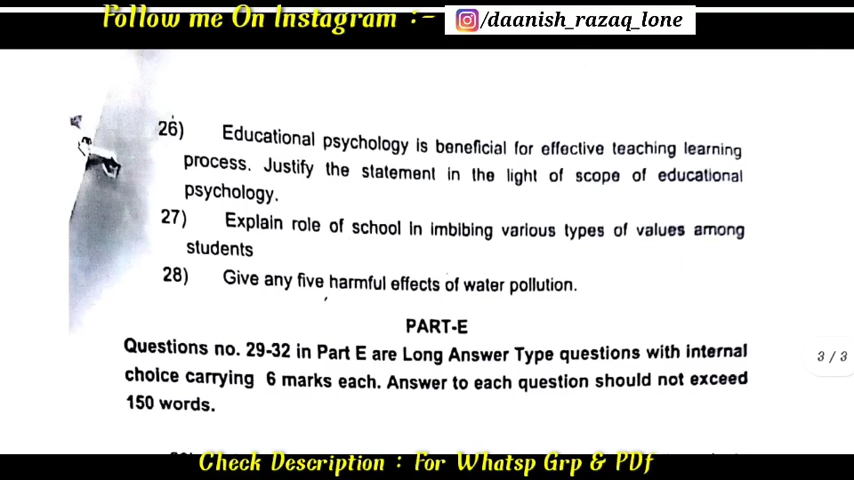 Follow me On Instagram :- /daanish_razaq_lone
26) Educational psychology is beneficial for effective teaching learning
process. Justify the statement in the light of scope of educational
psychology.
27) Explain role of school In imbibing various types of values among
students
28) Give any five harmful effects of water pollution.
PART-E
Questions no. 29-32 in Part E are Long Answer Type questions with internal
choice carrying 6 marks each. Answer to each question should not exceed
150 words.
3 / 3
Check Description : For Whatsp Grp & PDf